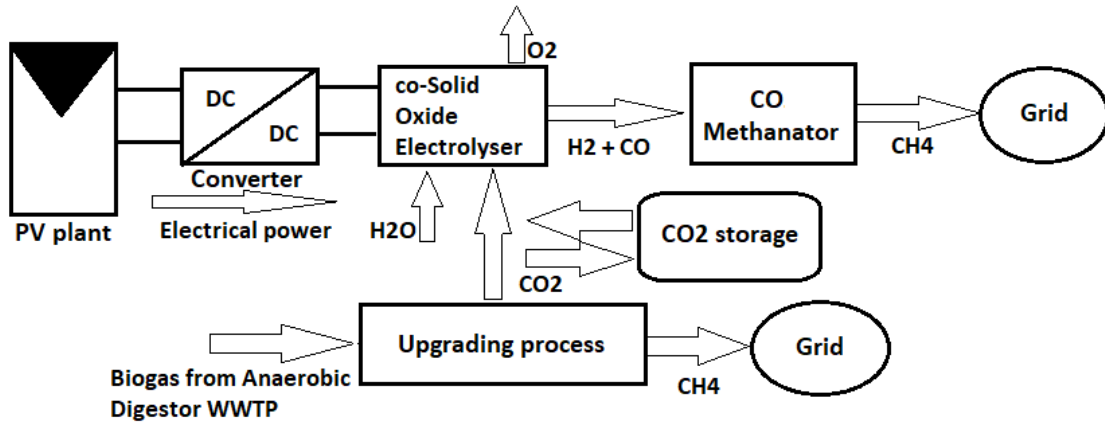 O2
co-Solid
Oxide
Electrolyser
DC
DC
Converter
PV plant
Electrical power
H2O
H2 + CO
CO
Methanator
CH4
Grid
CO2 storage
CO2
Upgrading process
Biogas from Anaerobic
Digestor WWTP
CH4
Grid